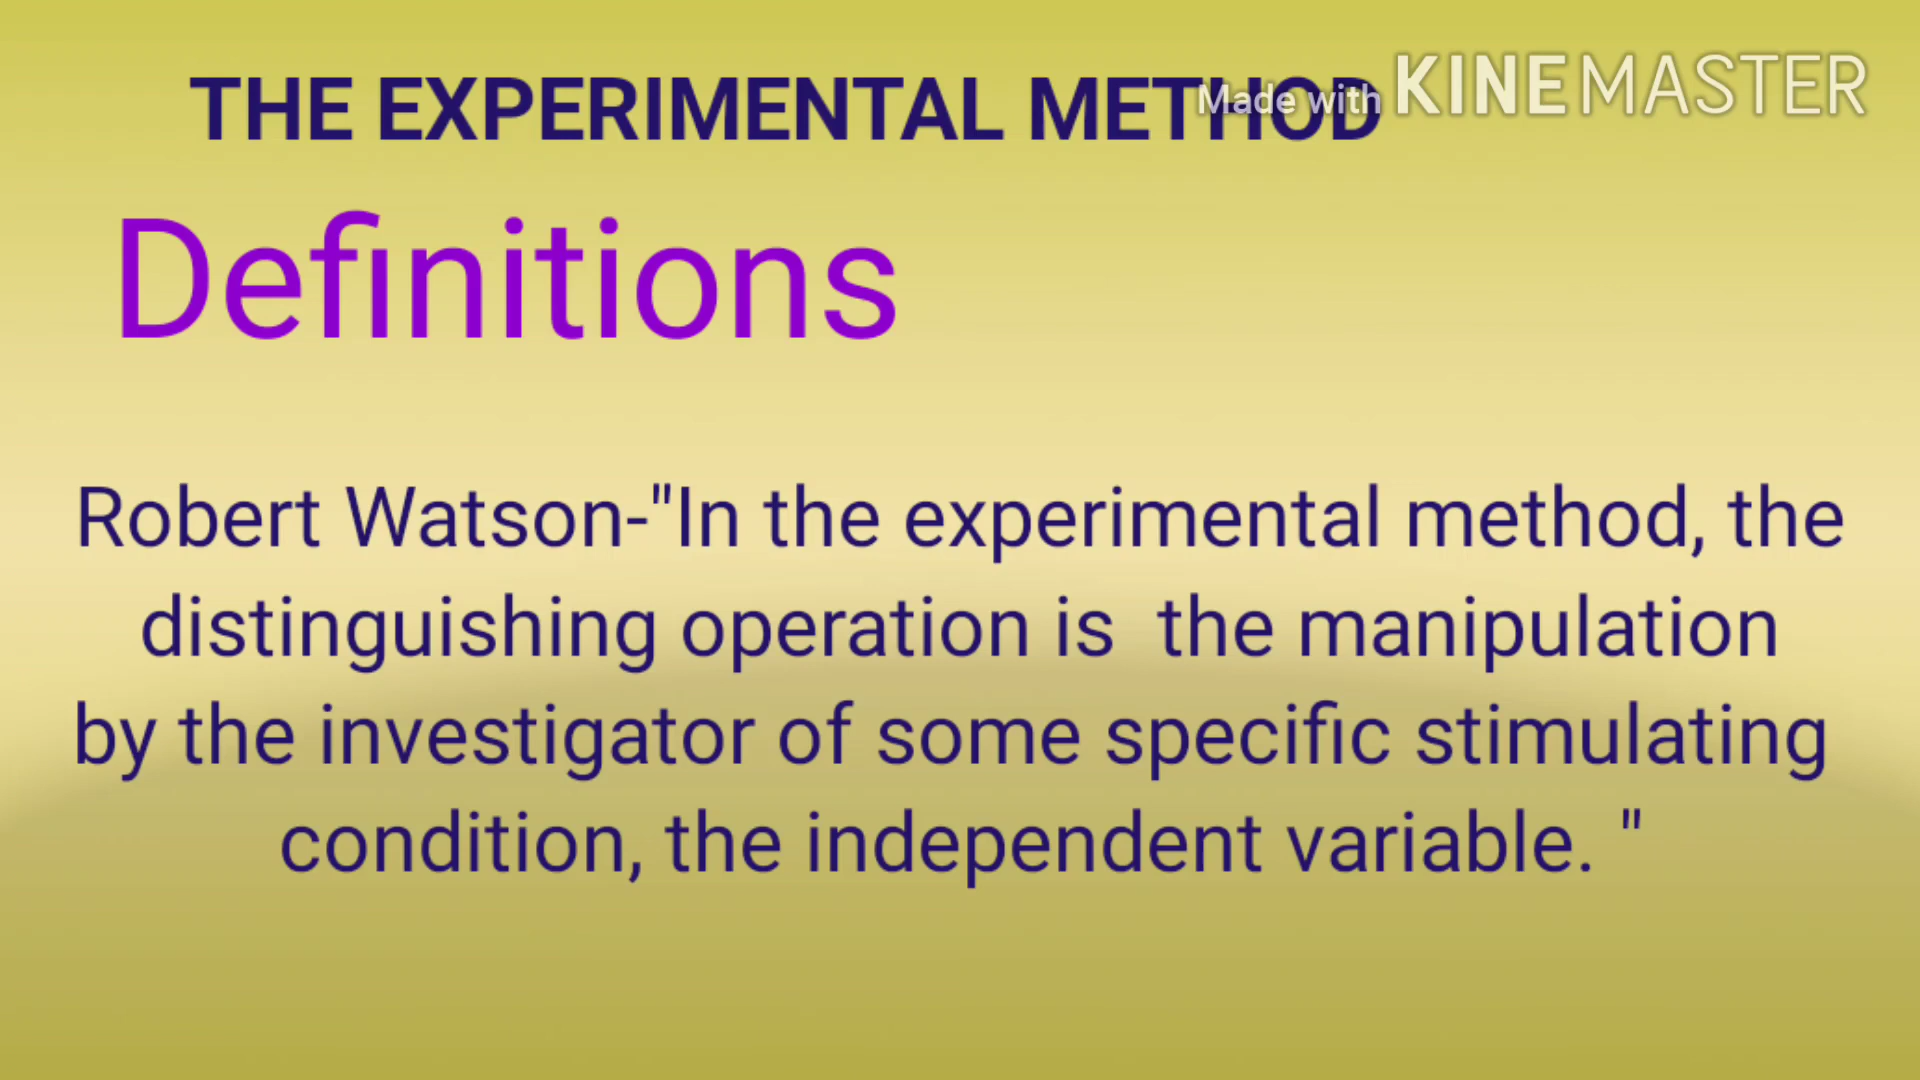 THE EXPERIMENTAL METHOD
Made with KINEMASTER
Definitions
Robert Watson-"In the experimental method, the
distinguishing operation is  the manipulation
by the investigator of some specific stimulating
condition, the independent variable. "